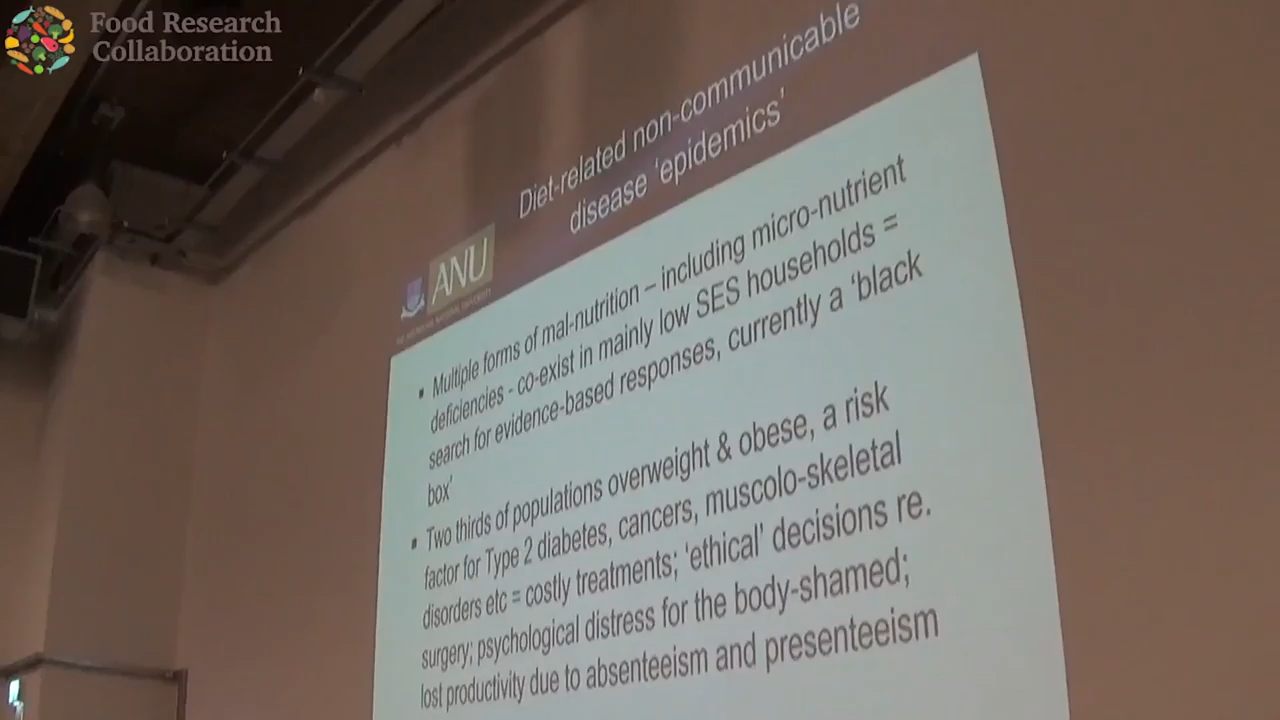 Food Research
Collaboration
Diet-related non-communicable
disease ‘epidemics’
ANU
▪ Multiple forms of mal-nutrition – including micro-nutrient
deficiencies - co-exist in mainly low SES households =
search for evidence-based responses, currently a ‘black
box’
▪ Two thirds of populations overweight & obese, a risk
factor for Type 2 diabetes, cancers, muscolo-skeletal
disorders etc = costly treatments; ‘ethical’ decisions re.
surgery; psychological distress for the body-shamed;
lost productivity due to absenteeism and presenteeism